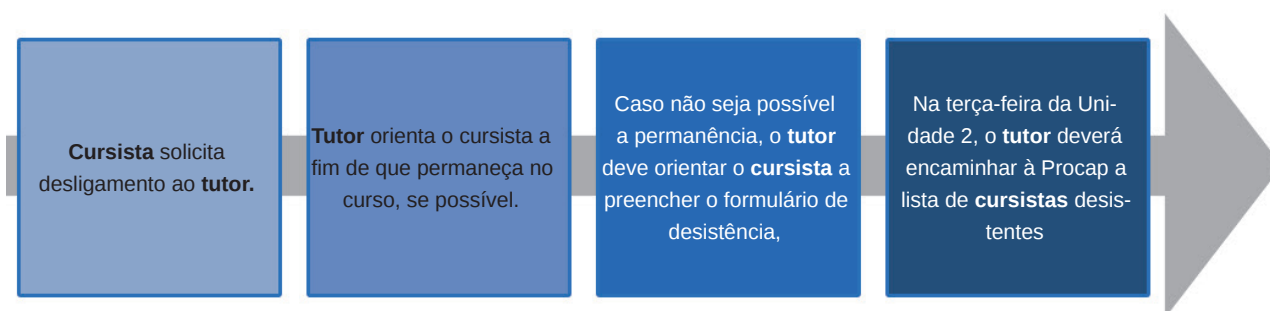 Cursista solicita
desligamento ao tutor.
Tutor orienta o cursista a
fim de que permaneça no
curso, se possível.
Caso não seja possível
a permanência, o tutor
deve orientar o cursista a
preencher o formulário de
desistência,
Na terça-feira da Uni-
dade 2, o tutor deverá
encaminhar à Procap a
lista de cursistas desis-
tentes